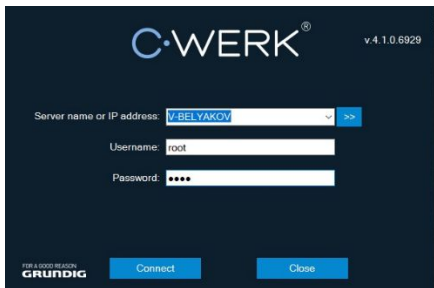 C·WERK®
v.4.1.0.6929
Server name or IP address: V-BELYAKOV >>
Username: root
Password: ••••
FOR A GOOD REASON
GRUNDIG
Connect
Close